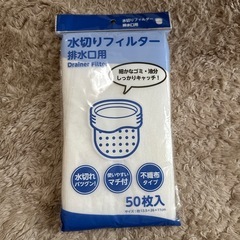 水切りフィルター
排水口用
水切りフィルター
排水口用
Drainer Filter
細かなゴミ・油分
しっかりキャッチ!
水切れ
バツグン!
使いやすい
マチ付
不織布
タイプ
50枚入